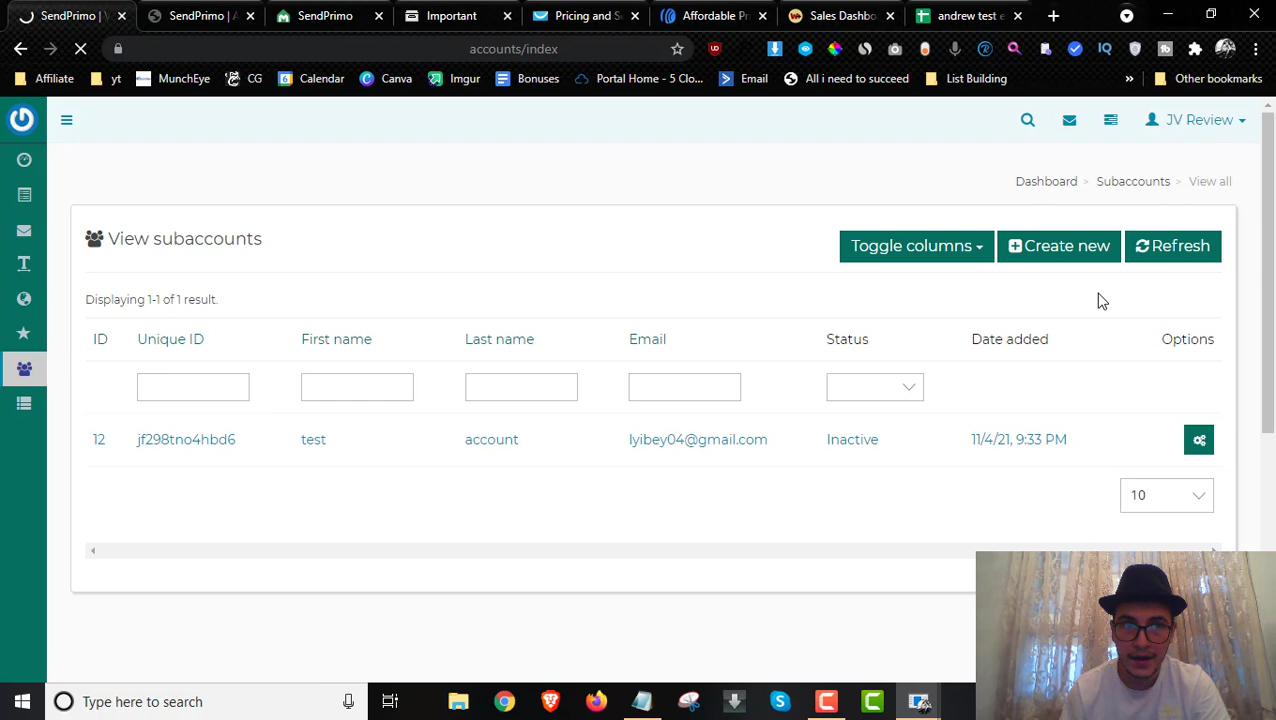 SendPrimo | V
SendPrimo | A
SendPrimo
Important
Pricing and S
Affordable Pr
Sales Dashbo
andrew test e
accounts/index
Affiliate
yt
MunchEye
CG
Calendar
Canva
Imgur
Bonuses
Portal Home - 5 Clo...
Email
All i need to succeed
List Building
»
Other bookmarks
JV Review
Dashboard > Subaccounts > View all
View subaccounts
Toggle columns
Create new
Refresh
Displaying 1-1 of 1 result.
ID Unique ID First name Last name Email Status Date added Options
12 jf298tno4hbd6 test account lyibey04@gmail.com Inactive 11/4/21, 9:33 PM
10
Type here to search